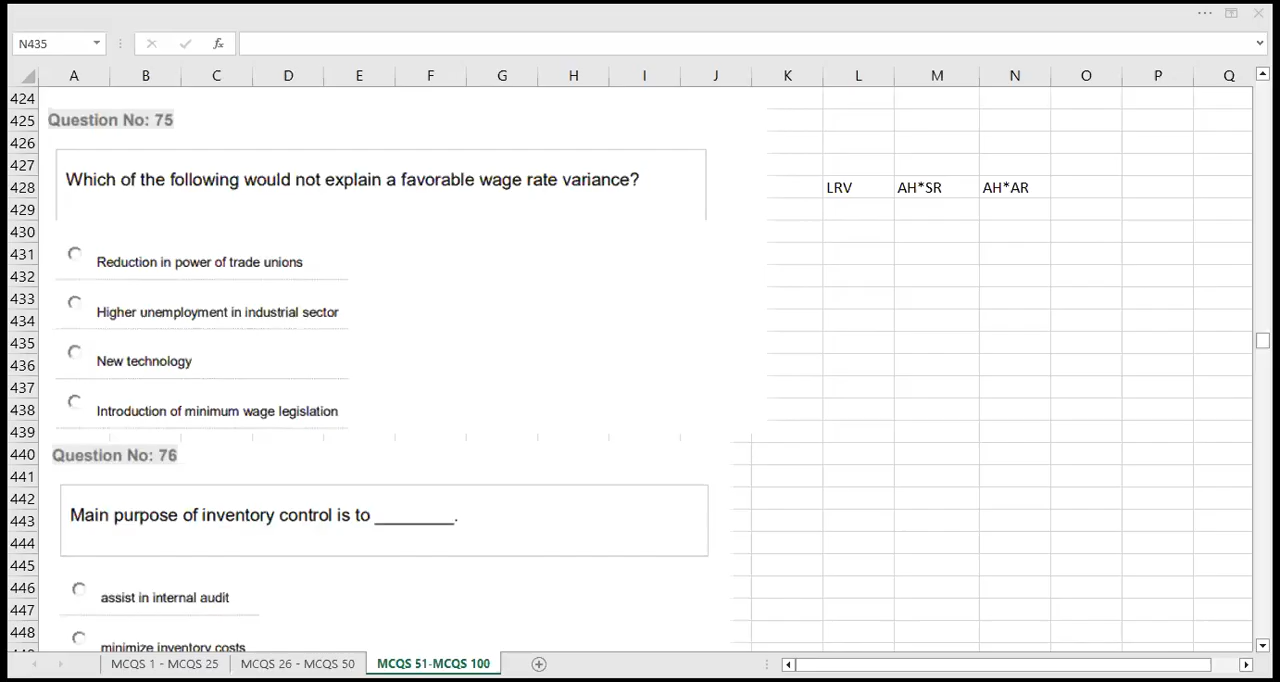 N435
fx
A B C D E F G H I J K L M N O P Q
424
425 Question No: 75
426
427
Which of the following would not explain a favorable wage rate variance?
428 LRV AH*SR AH*AR
429
430
431 Reduction in power of trade unions
432
433 Higher unemployment in industrial sector
434
435
436 New technology
437
438 Introduction of minimum wage legislation
439
440 Question No: 76
441
442
443 Main purpose of inventory control is to _________.
444
445
446 assist in internal audit
447
448 minimize inventory costs
MCQS 1 - MCQS 25 MCQS 26 - MCQS 50 MCQS 51-MCQS 100